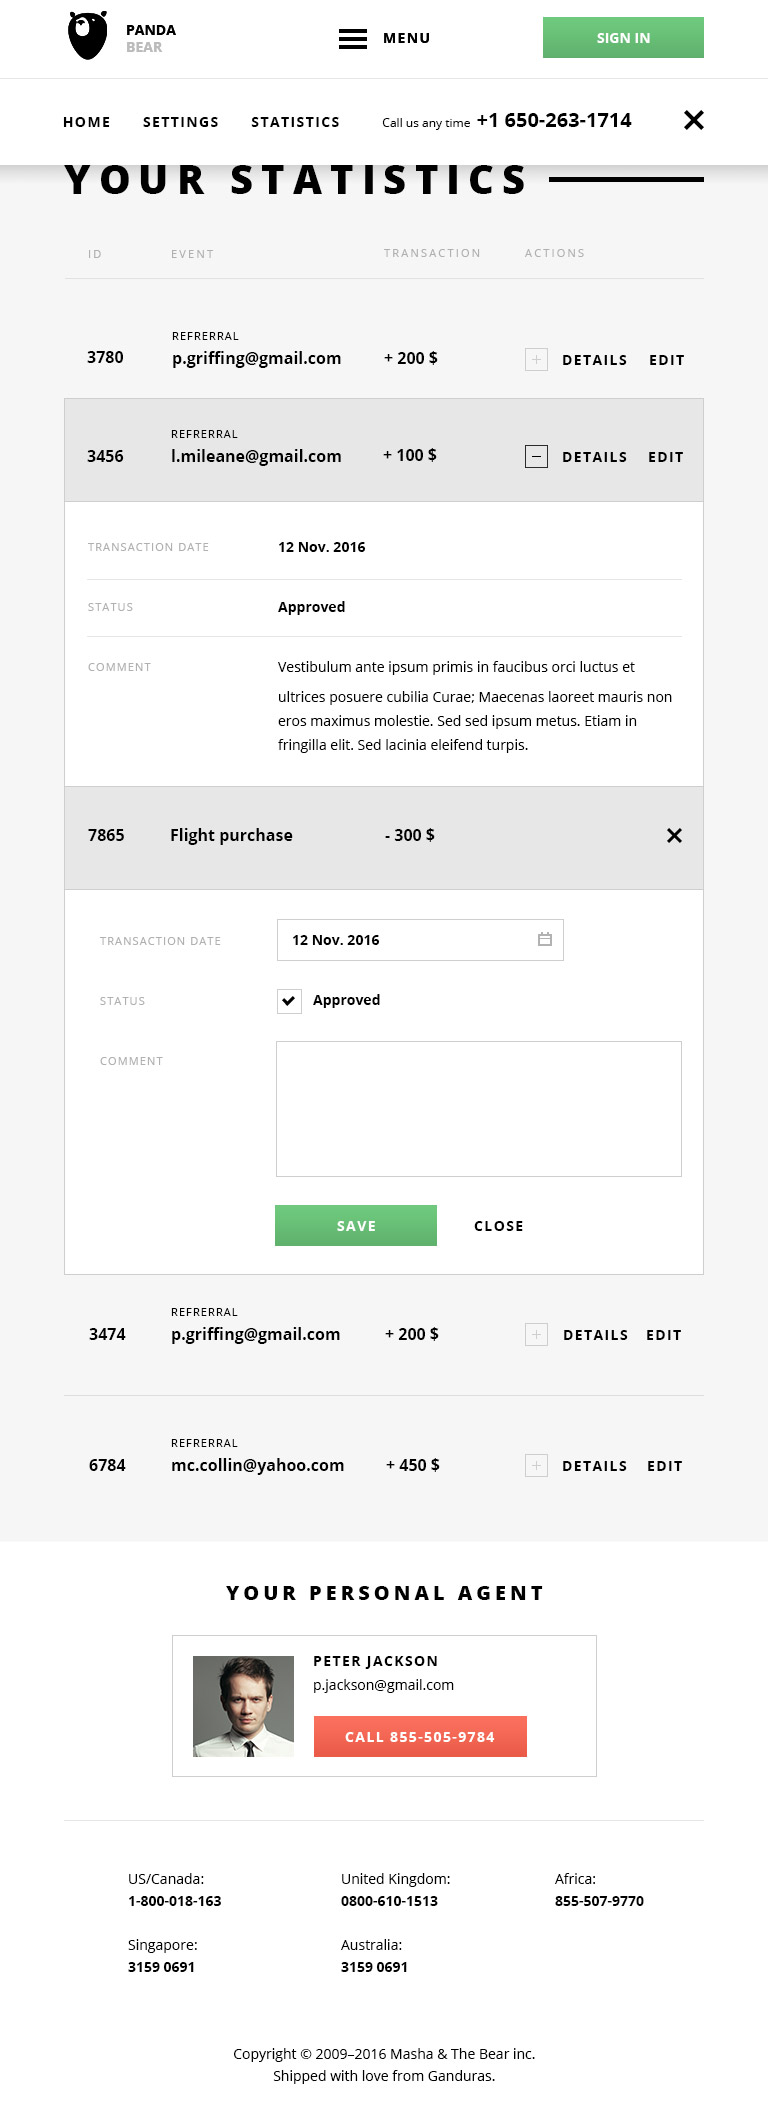 PANDA
BEAR
MENU
SIGN IN
HOME SETTINGS STATISTICS Call us any time +1 650-263-1714
YOUR STATISTICS
ID EVENT TRANSACTION ACTIONS
REFRERRAL
3780 p.griffing@gmail.com + 200 $ DETAILS EDIT
REFRERRAL
3456 l.mileane@gmail.com + 100 $ DETAILS EDIT
TRANSACTION DATE 12 Nov. 2016
STATUS Approved
COMMENT Vestibulum ante ipsum primis in faucibus orci luctus et
ultrices posuere cubilia Curae; Maecenas laoreet mauris non
eros maximus molestie. Sed sed ipsum metus. Etiam in
fringilla elit. Sed lacinia eleifend turpis.
7865 Flight purchase - 300 $
TRANSACTION DATE 12 Nov. 2016
STATUS Approved
COMMENT
SAVE CLOSE
REFRERRAL
3474 p.griffing@gmail.com + 200 $ DETAILS EDIT
REFRERRAL
6784 mc.collin@yahoo.com + 450 $ DETAILS EDIT
YOUR PERSONAL AGENT
PETER JACKSON
p.jackson@gmail.com
CALL 855-505-9784
US/Canada: United Kingdom: Africa:
1-800-018-163 0800-610-1513 855-507-9770
Singapore: Australia:
3159 0691 3159 0691
Copyright © 2009–2016 Masha & The Bear inc.
Shipped with love from Ganduras.